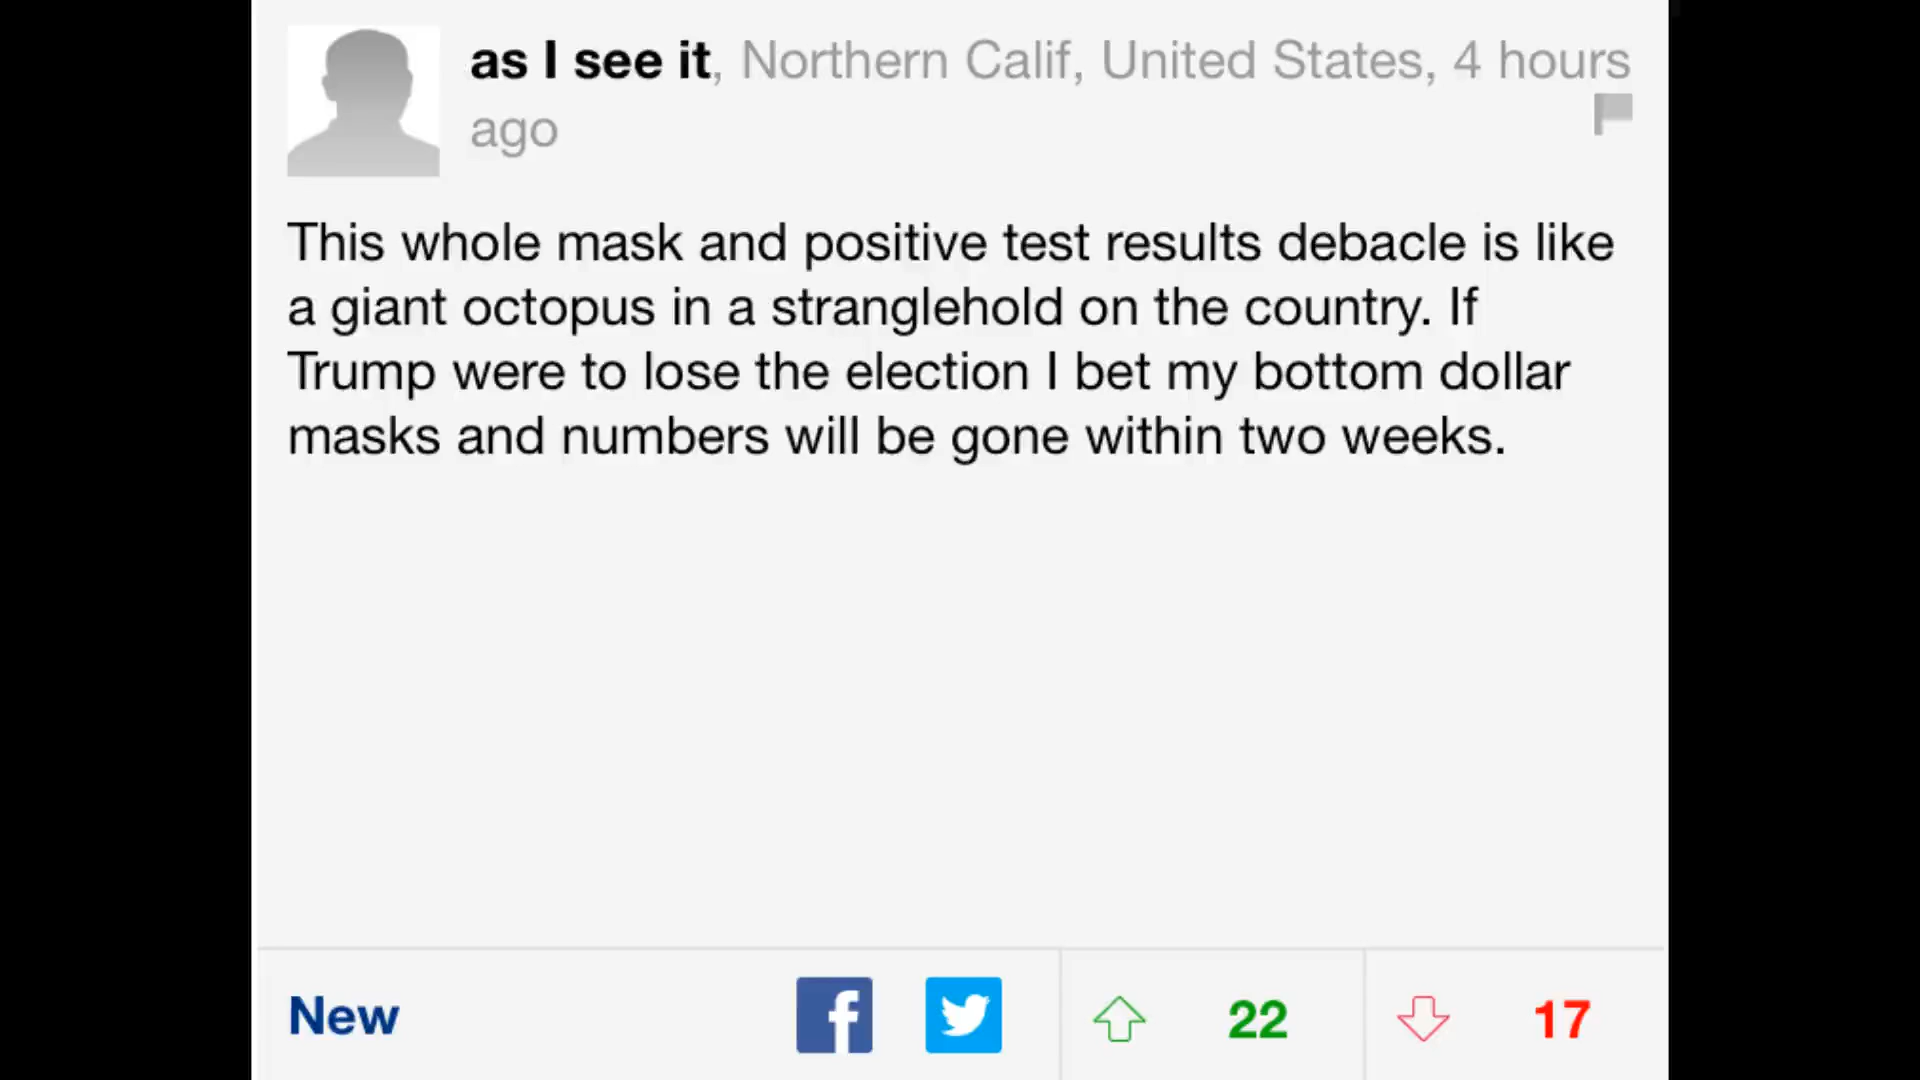 as I see it, Northern Calif, United States, 4 hours
ago
This whole mask and positive test results debacle is like
a giant octopus in a stranglehold on the country. If
Trump were to lose the election I bet my bottom dollar
masks and numbers will be gone within two weeks.
New
22
17